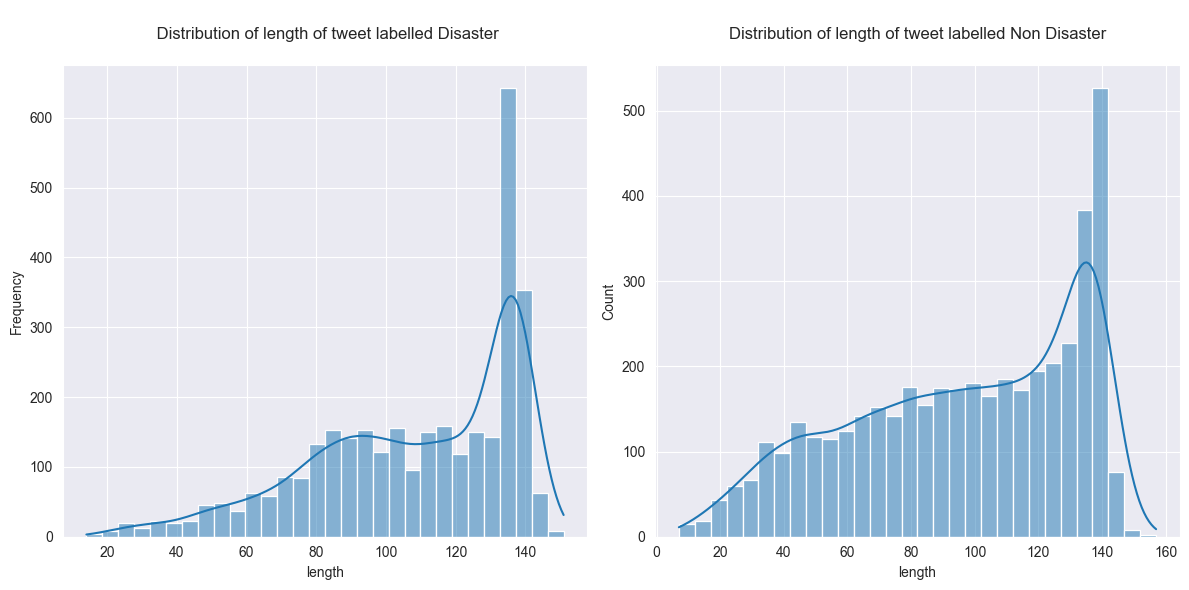 Distribution of length of tweet labelled Disaster
Frequency
600
500
400
300
200
100
0
20 40 60 80 100 120 140
length
Distribution of length of tweet labelled Non Disaster
Count
500
400
300
200
100
0
0 20 40 60 80 100 120 140 160
length